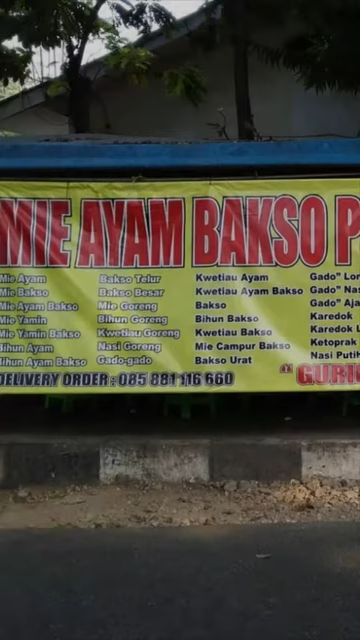 MIE AYAM BAKSO P
Mie Ayam
Mie Bakso
Mie Ayam Bakso
Mie Yamin
Mie Yamin Bakso
Bihun Ayam
Bihun Ayam Bakso
Bakso Telur
Bakso Besar
Mie Goreng
Bihun Goreng
Kwetiau Goreng
Nasi Goreng
Gado-gado
Kwetiau Ayam
Kwetiau Ayam Bakso
Bakso
Bihun Bakso
Kwetiau Bakso
Mie Campur Bakso
Bakso Urat
Gado" Lon
Gado" Nas
Gado" Aja
Karedok L
Karedok
Ketoprak
Nasi Putih
DELIVERY ORDER : 085 881 116 660
" GURI